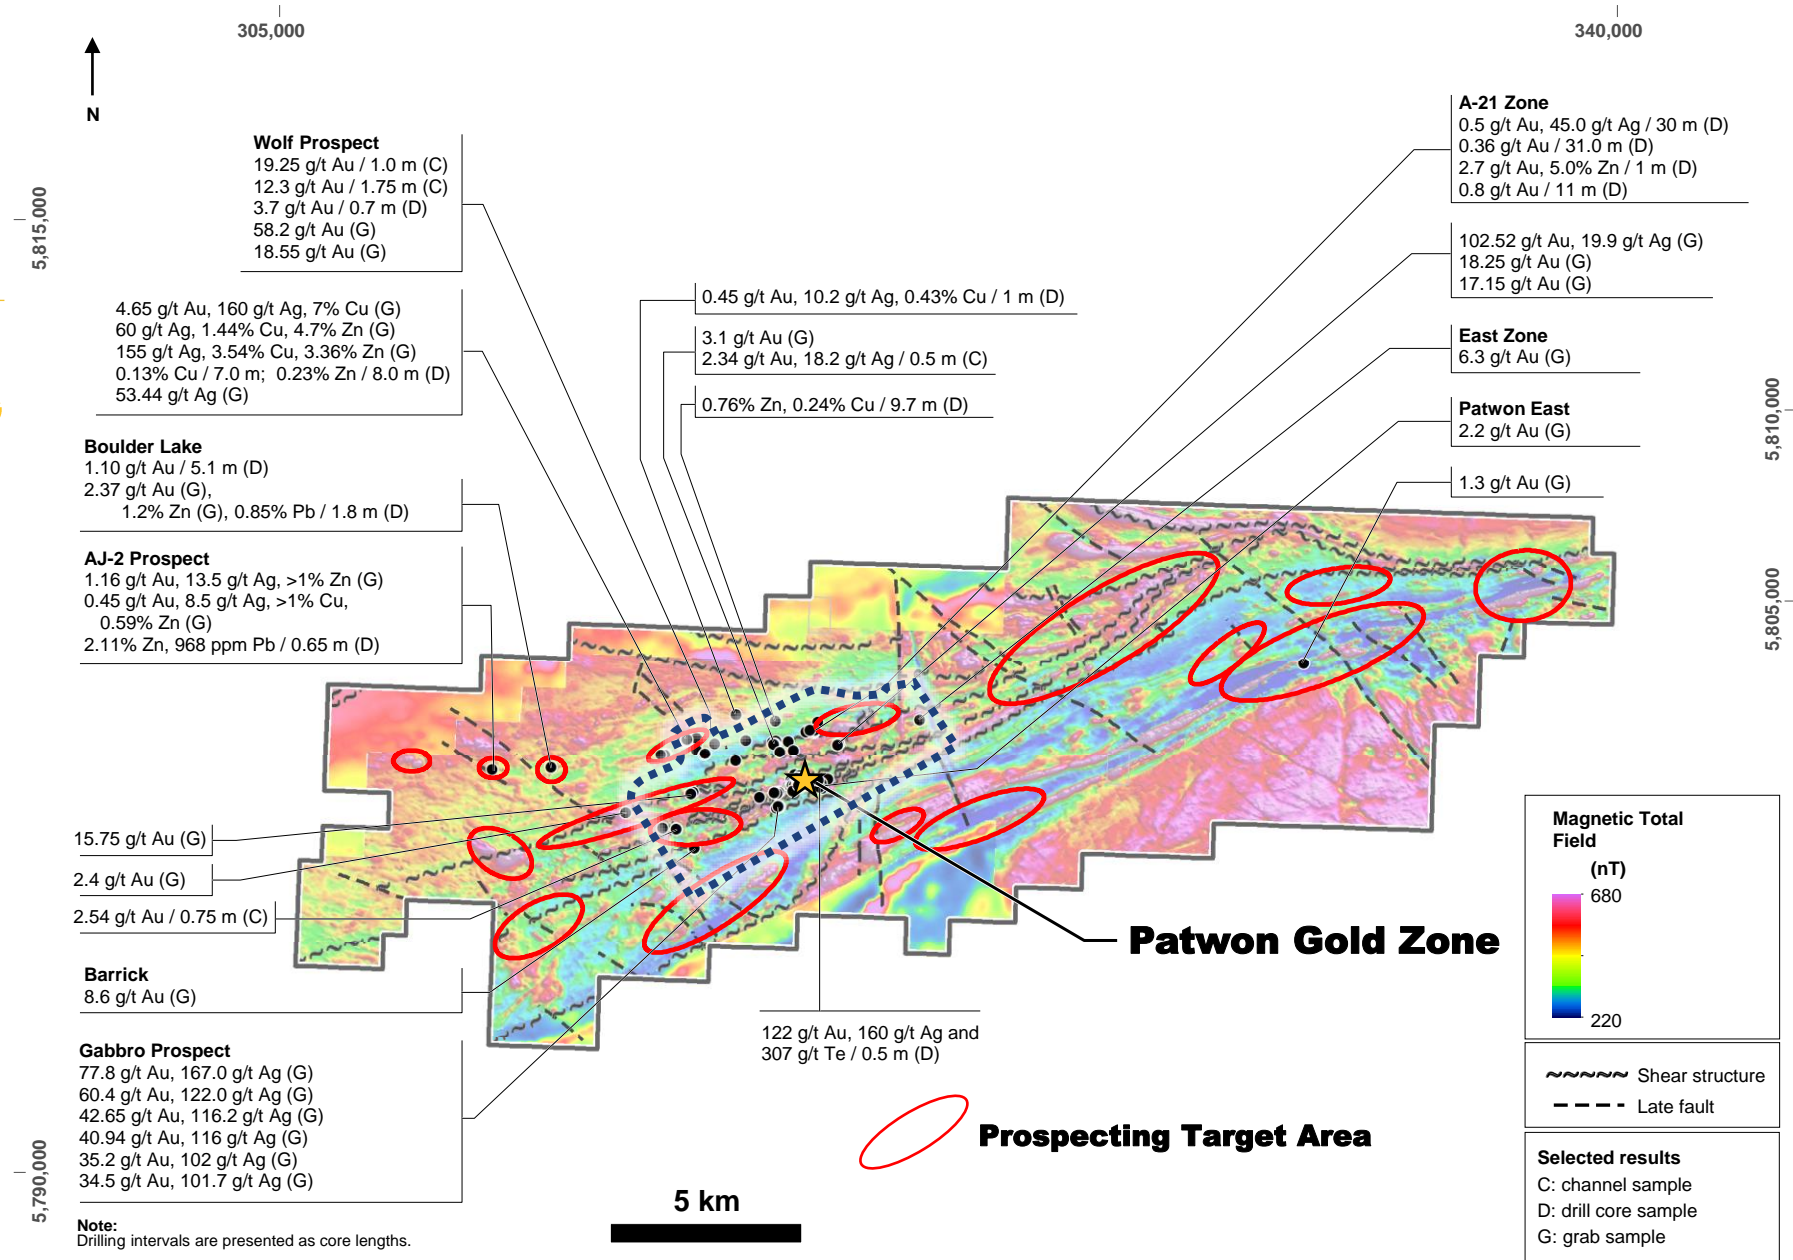 305,000
340,000
N
5,815,000
5,810,000
5,805,000
5,790,000
Wolf Prospect
19.25 g/t Au / 1.0 m (C)
12.3 g/t Au / 1.75 m (C)
3.7 g/t Au / 0.7 m (D)
58.2 g/t Au (G)
18.55 g/t Au (G)
4.65 g/t Au, 160 g/t Ag, 7% Cu (G)
60 g/t Ag, 1.44% Cu, 4.7% Zn (G)
155 g/t Ag, 3.54% Cu, 3.36% Zn (G)
0.13% Cu / 7.0 m; 0.23% Zn / 8.0 m (D)
53.44 g/t Ag (G)
Boulder Lake
1.10 g/t Au / 5.1 m (D)
2.37 g/t Au (G),
1.2% Zn (G), 0.85% Pb / 1.8 m (D)
AJ-2 Prospect
1.16 g/t Au, 13.5 g/t Ag, >1% Zn (G)
0.45 g/t Au, 8.5 g/t Ag, >1% Cu,
0.59% Zn (G)
2.11% Zn, 968 ppm Pb / 0.65 m (D)
0.45 g/t Au, 10.2 g/t Ag, 0.43% Cu / 1 m (D)
3.1 g/t Au (G)
2.34 g/t Au, 18.2 g/t Ag / 0.5 m (C)
0.76% Zn, 0.24% Cu / 9.7 m (D)
A-21 Zone
0.5 g/t Au, 45.0 g/t Ag / 30 m (D)
0.36 g/t Au / 31.0 m (D)
2.7 g/t Au, 5.0% Zn / 1 m (D)
0.8 g/t Au / 11 m (D)
102.52 g/t Au, 19.9 g/t Ag (G)
18.25 g/t Au (G)
17.15 g/t Au (G)
East Zone
6.3 g/t Au (G)
Patwon East
2.2 g/t Au (G)
1.3 g/t Au (G)
15.75 g/t Au (G)
2.4 g/t Au (G)
2.54 g/t Au / 0.75 m (C)
Barrick
8.6 g/t Au (G)
Gabbro Prospect
77.8 g/t Au, 167.0 g/t Ag (G)
60.4 g/t Au, 122.0 g/t Ag (G)
42.65 g/t Au, 116.2 g/t Ag (G)
40.94 g/t Au, 116 g/t Ag (G)
35.2 g/t Au, 102 g/t Ag (G)
34.5 g/t Au, 101.7 g/t Ag (G)
Note:
Drilling intervals are presented as core lengths.
122 g/t Au, 160 g/t Ag and
307 g/t Te / 0.5 m (D)
Patwon Gold Zone
Prospecting Target Area
5 km
Magnetic Total
Field
(nT)
680
220
Shear structure
Late fault
Selected results
C: channel sample
D: drill core sample
G: grab sample